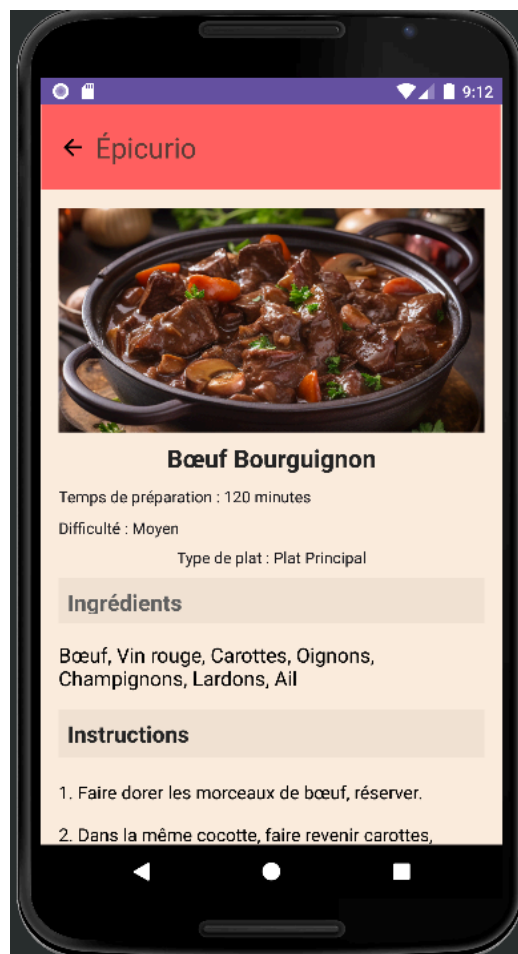 9:12
Épicurio
Bœuf Bourguignon
Temps de préparation : 120 minutes
Difficulté : Moyen
Type de plat : Plat Principal
Ingrédients
Bœuf, Vin rouge, Carottes, Oignons,
Champignons, Lardons, Ail
Instructions
1. Faire dorer les morceaux de bœuf, réserver.
2. Dans la même cocotte, faire revenir carottes,